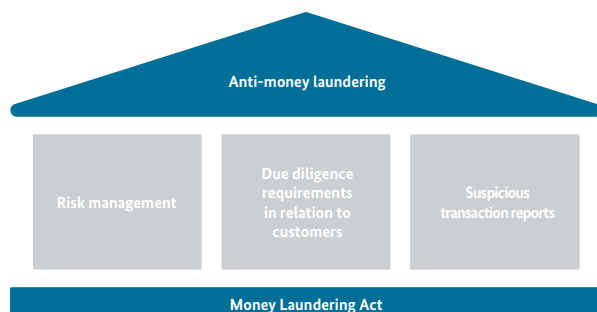 Anti-money laundering
Risk management
Due diligence
requirements
in relation to
customers
Suspicious
transaction reports
Money Laundering Act